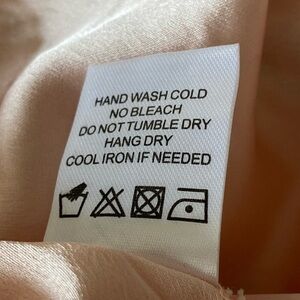 HAND WASH COLD
NO BLEACH
DO NOT TUMBLE DRY
HANG DRY
COOL IRON IF NEEDED